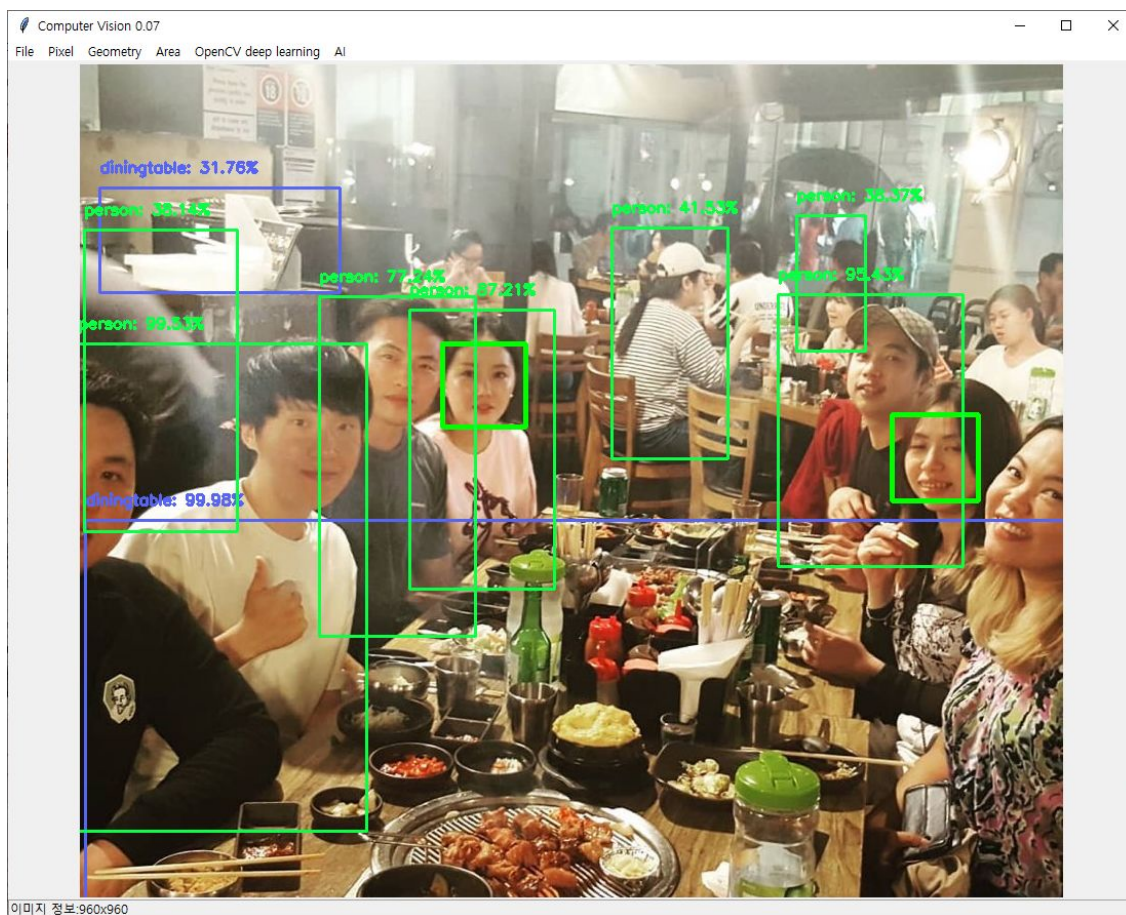 Computer Vision 0.07
File Pixel Geometry Area OpenCV deep learning AI
18 18
diningtable: 31.76%
person: 38.14%
person: 41.53%
person: 38.37%
person: 77.24%
person: 87.21%
person: 95.43%
person: 99.53%
diningtable: 99.98%
이미지 정보:960x960